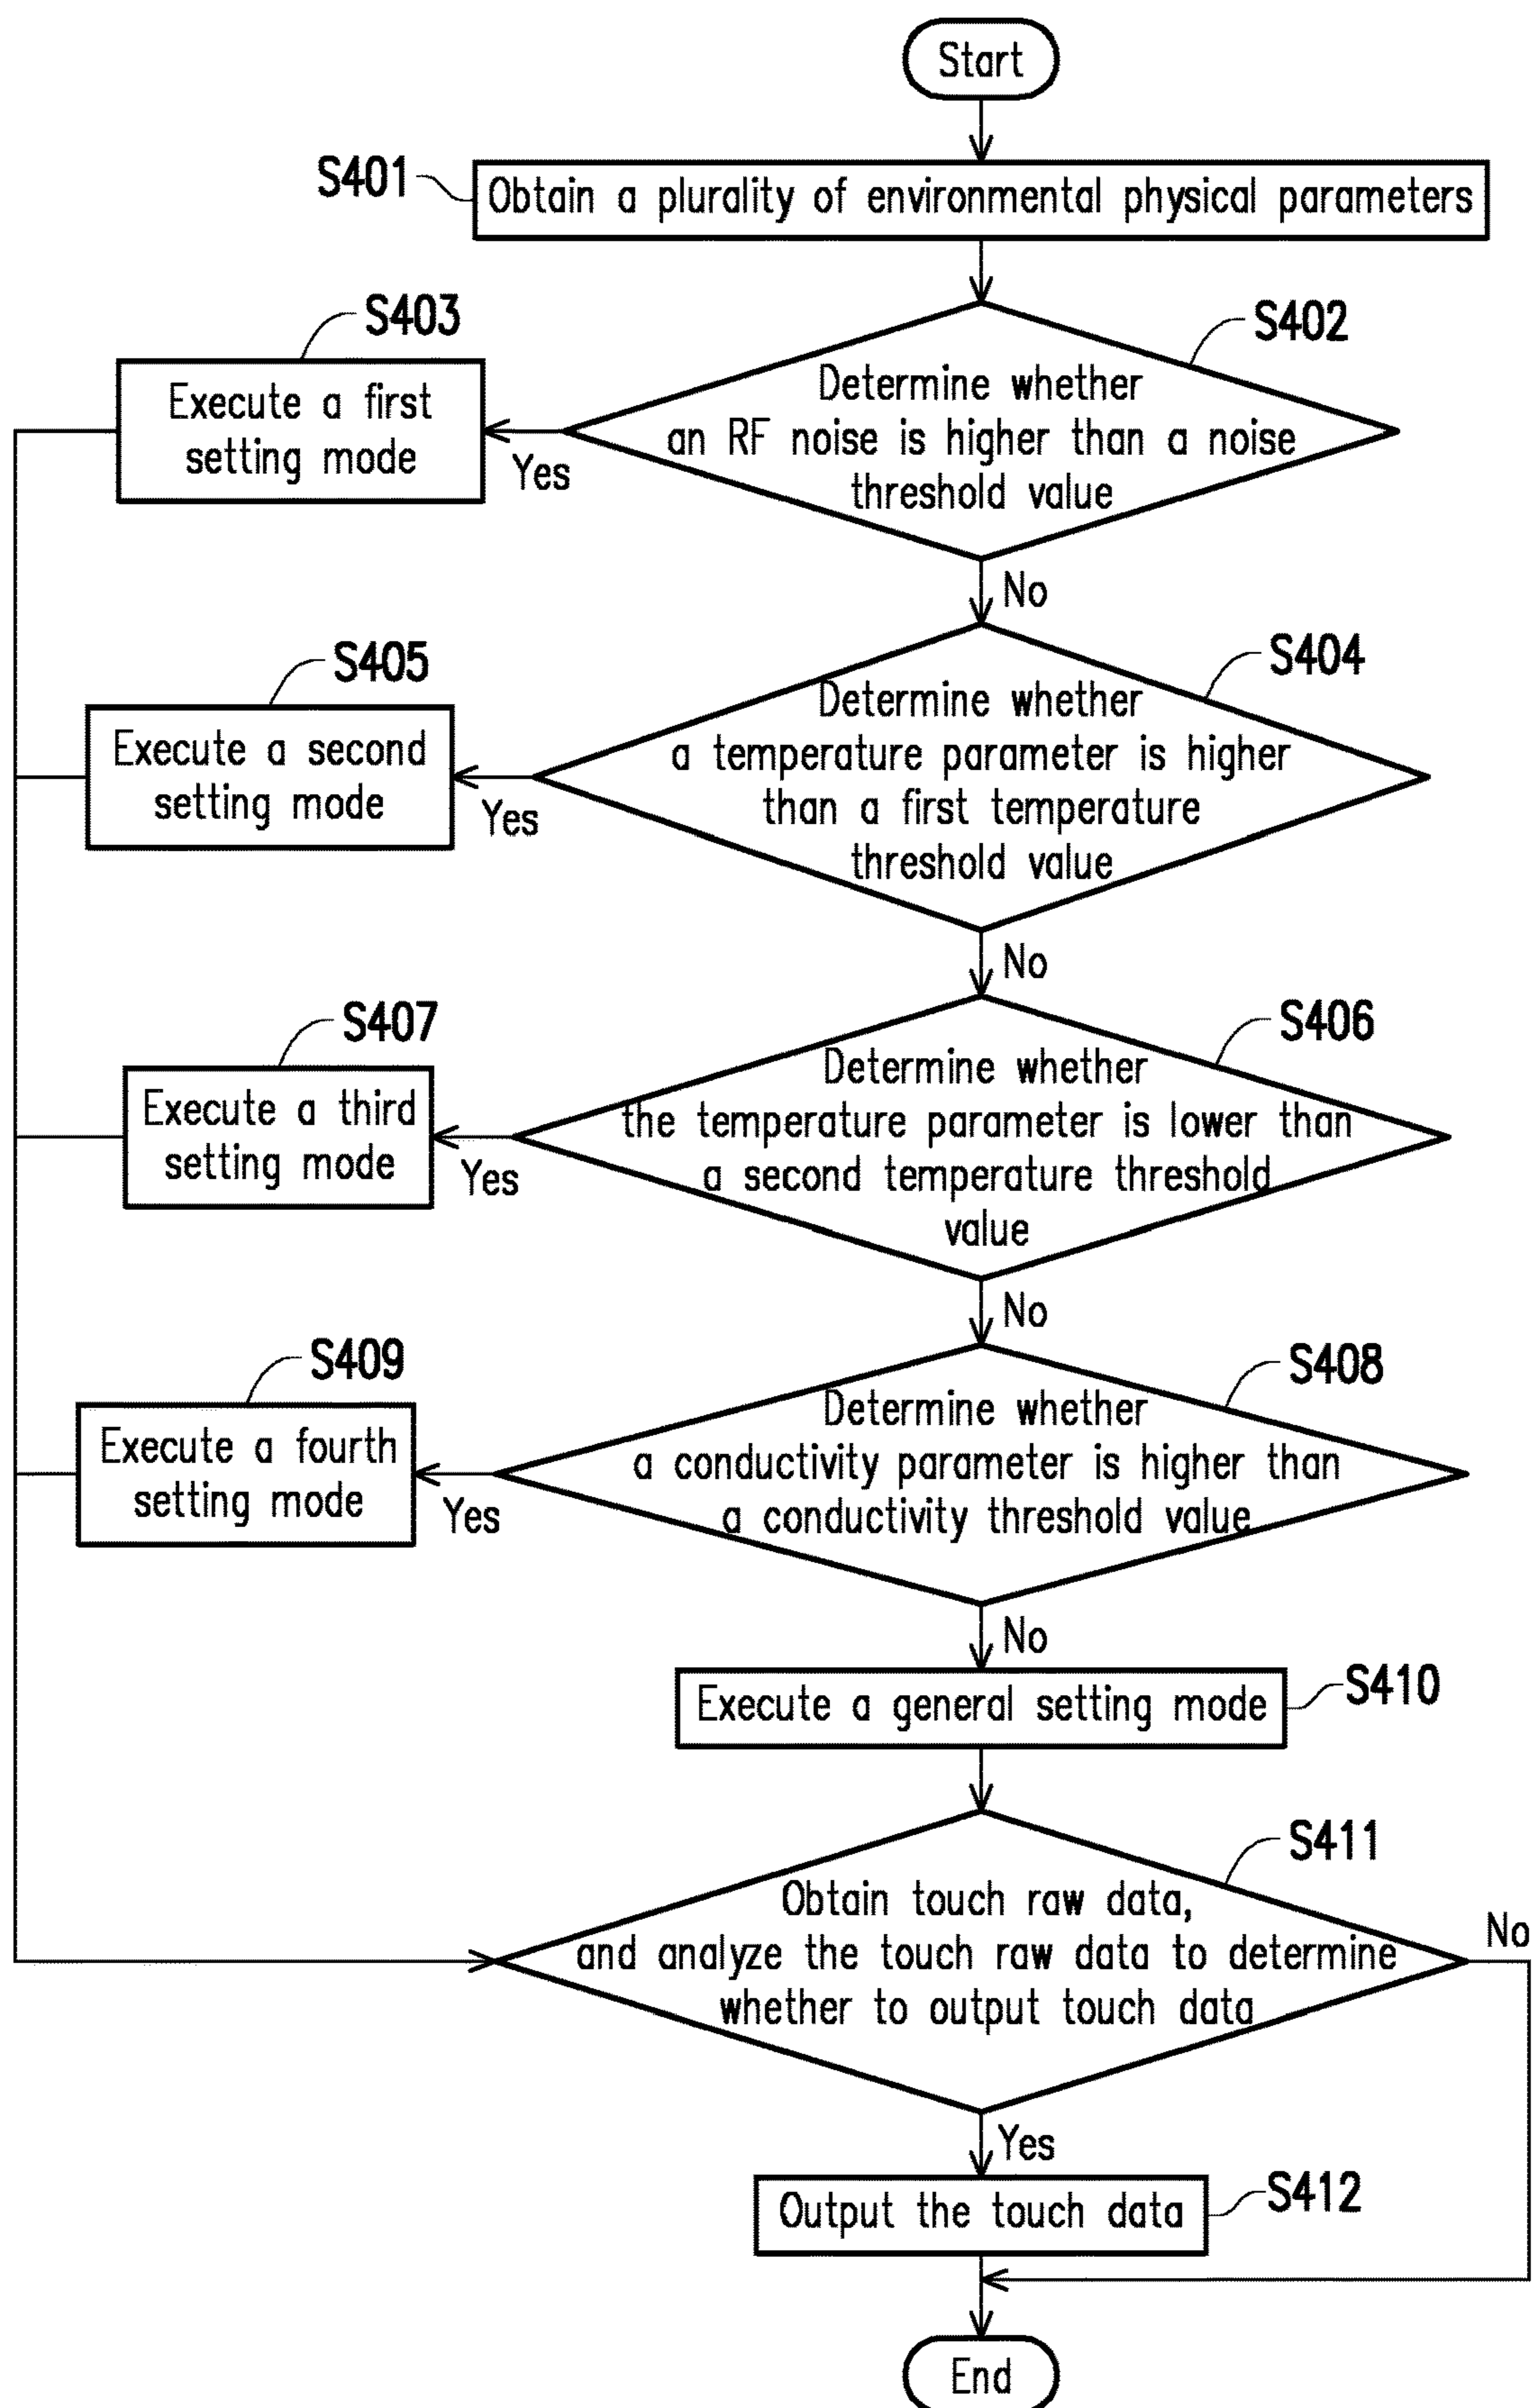 Start
S401
Obtain a plurality of environmental physical parameters
S403
S402
Execute a first
setting mode
Yes
Determine whether
an RF noise is higher than a noise
threshold value
No
S405
S404
Execute a second
setting mode
Yes
Determine whether
a temperature parameter is higher
than a first temperature
threshold value
No
S407
S406
Execute a third
setting mode
Yes
Determine whether
the temperature parameter is lower than
a second temperature threshold
value
No
S409
S408
Execute a fourth
setting mode
Yes
Determine whether
a conductivity parameter is higher than
a conductivity threshold value
No
Execute a general setting mode
S410
S411
Obtain touch raw data,
and analyze the touch raw data to determine
whether to output touch data
No
Yes
Output the touch data
S412
End